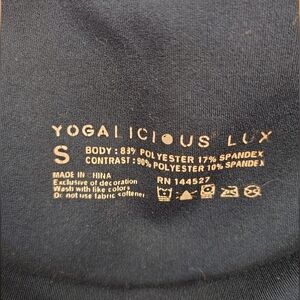 YOGALICIOUS LUX
S
BODY : 83% POLYESTER 17% SPANDEX
CONTRAST : 90% POLYESTER 10% SPANDEX
MADE IN CHINA
Exclusive of decoration
Wash with like colors
Do not use fabric softener
RN 144527